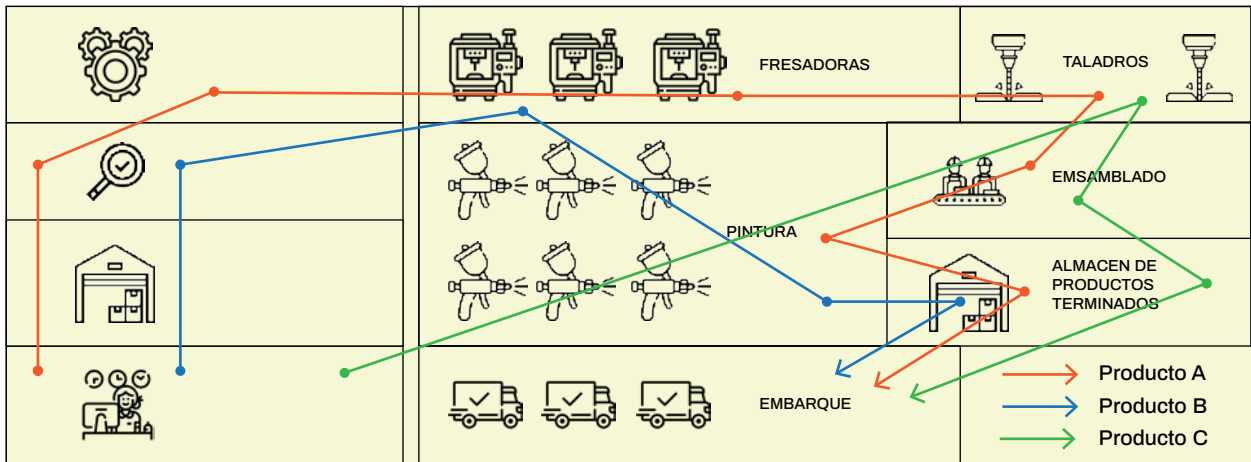 FRESADORAS
TALADROS
EMSAMBLADO
PINTURA
ALMACEN DE
PRODUCTOS
TERMINADOS
EMBARQUE
Producto A
Producto B
Producto C